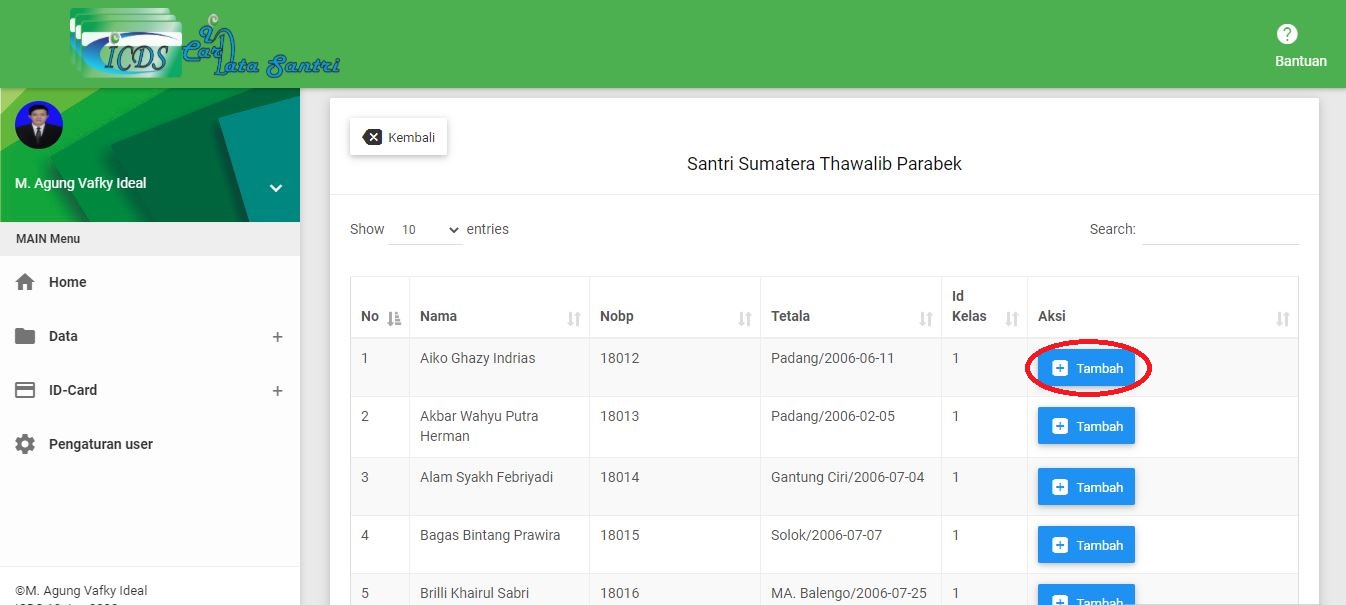 iCDS
Card
Data Santri
Bantuan
M. Agung Vafky Ideal
MAIN Menu
Home
Data
ID-Card
Pengaturan user
©M. Agung Vafky Ideal
Kembali
Santri Sumatera Thawalib Parabek
Show 10 entries
Search:
No Nama Nobp Tetala Id Kelas Aksi
1 Aiko Ghazy Indrias 18012 Padang/2006-06-11 1 Tambah
2 Akbar Wahyu Putra Herman 18013 Padang/2006-02-05 1 Tambah
3 Alam Syakh Febriyadi 18014 Gantung Ciri/2006-07-04 1 Tambah
4 Bagas Bintang Prawira 18015 Solok/2006-07-07 1 Tambah
5 Brilli Khairul Sabri 18016 MA. Balengo/2006-07-25 1 Tambah